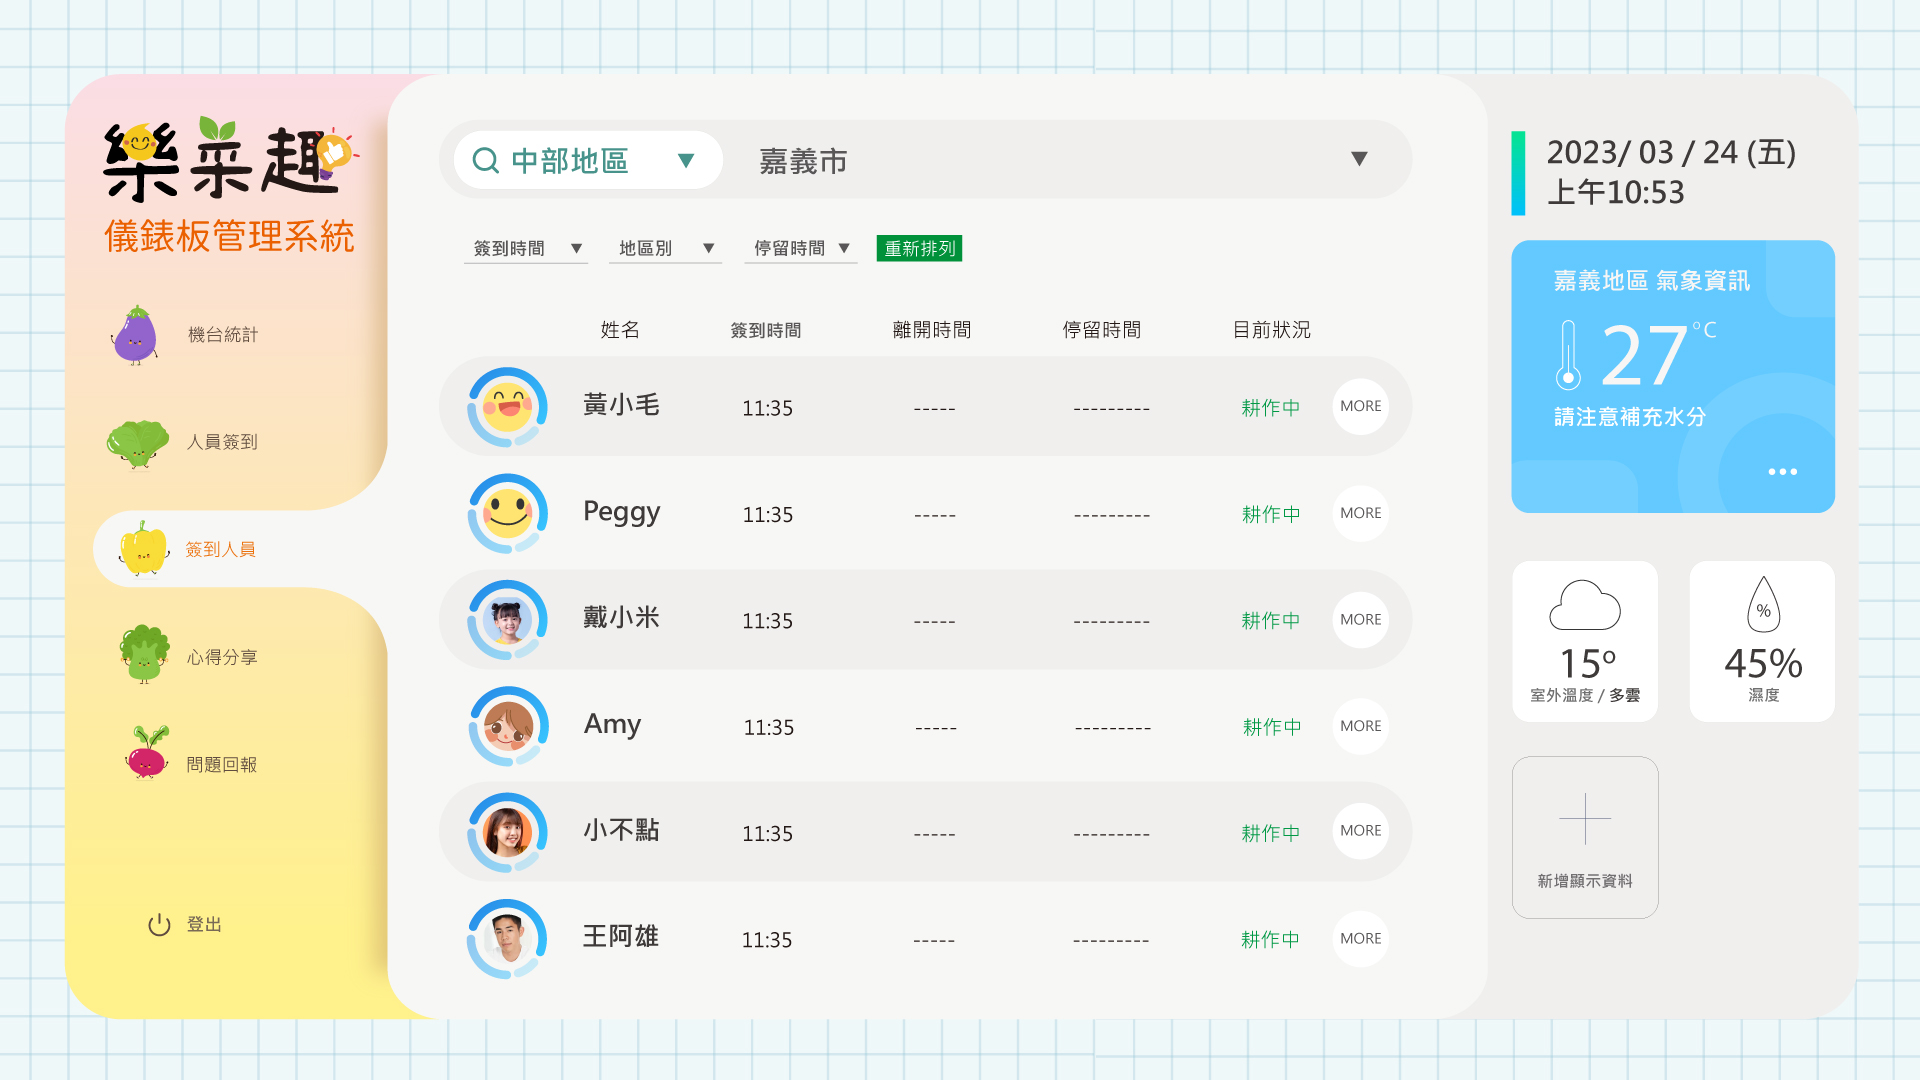 樂菜趣
儀錶板管理系統
機台統計
人員簽到
簽到人員
心得分享
問題回報
登出
中部地區 ▼ 嘉義市 ▼
簽到時間 ▼ 地區別 ▼ 停留時間 ▼ 重新排列
姓名 簽到時間 離開時間 停留時間 目前狀況
黃小毛 11:35 ----- --------- 耕作中 MORE
Peggy 11:35 ----- --------- 耕作中 MORE
戴小米 11:35 ----- --------- 耕作中 MORE
Amy 11:35 ----- --------- 耕作中 MORE
小不點 11:35 ----- --------- 耕作中 MORE
王阿雄 11:35 ----- --------- 耕作中 MORE
2023/ 03 / 24 (五)
上午10:53
嘉義地區 氣象資訊
27°C
請注意補充水分
•••
15º
室外溫度 / 多雲
%
45%
濕度
新增顯示資料